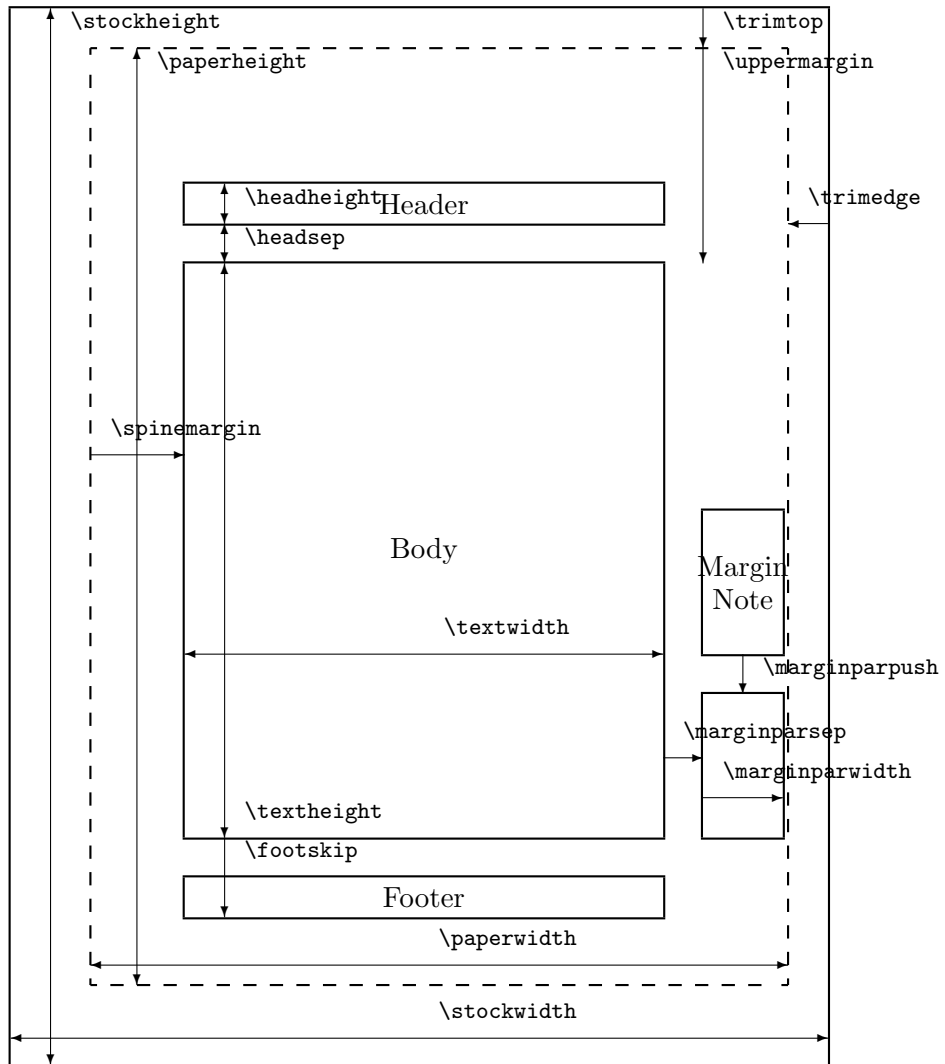 \stockheight
\trimtop
\paperheight
\uppermargin
\headheight
Header
\trimedge
\headsep
\spinemargin
Body
Margin
Note
\textwidth
\marginparpush
\marginparsep
\marginparwidth
\textheight
\footskip
Footer
\paperwidth
\stockwidth